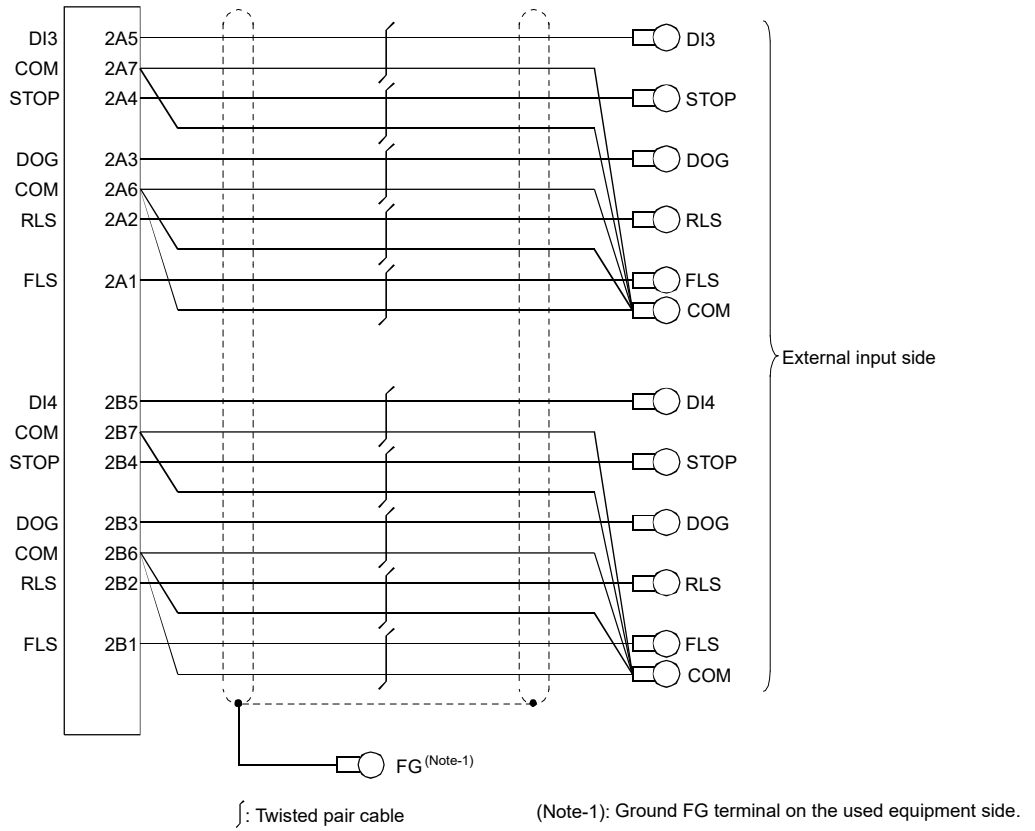 DI3 2A5 DI3
COM 2A7
STOP 2A4 STOP
DOG 2A3 DOG
COM 2A6
RLS 2A2 RLS
FLS 2A1 FLS
COM
External input side
DI4 2B5 DI4
COM 2B7
STOP 2B4 STOP
DOG 2B3 DOG
COM 2B6
RLS 2B2 RLS
FLS 2B1 FLS
COM
FG (Note-1)
: Twisted pair cable
(Note-1): Ground FG terminal on the used equipment side.